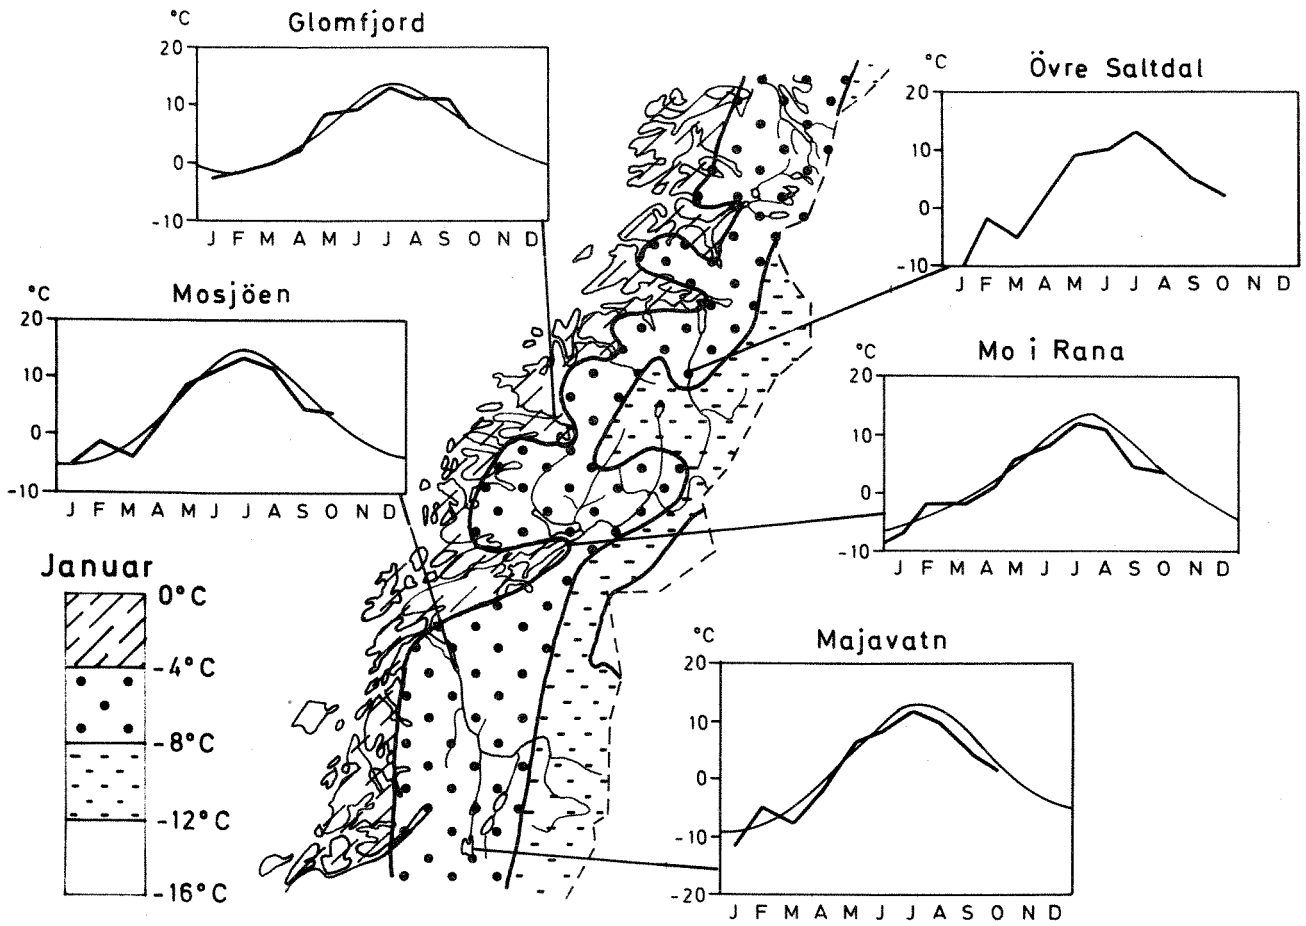 Glomfjord
°C
20
10
0
-10
J F M A M J J A S O N D
Övre Saltdal
°C
20
10
0
-10
J F M A M J J A S O N D
Mosjöen
°C
20
10
0
-10
J F M A M J J A S O N D
Mo i Rana
°C
20
10
0
-10
J F M A M J J A S O N D
Januar
0°C
-4°C
-8°C
-12°C
-16°C
Majavatn
°C
20
10
0
-10
-20
J F M A M J J A S O N D